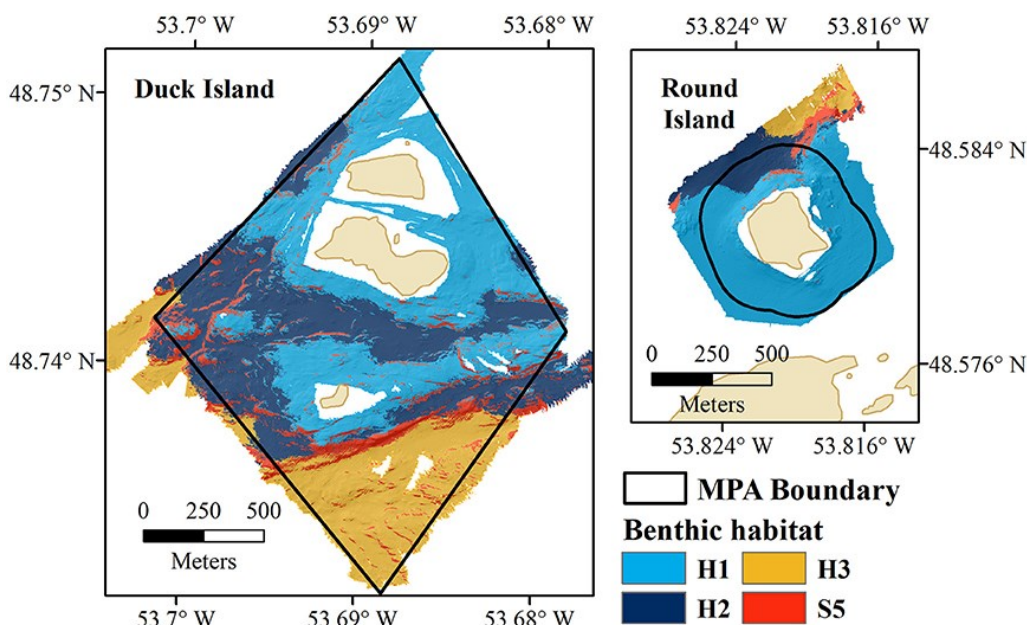 53.7° W
53.69° W
53.68° W
48.75° N
Duck Island
48.74° N
0 250 500
Meters
53.7° W
53.69° W
53.68° W
53.824° W
53.816° W
Round
Island
48.584° N
0 250 500
Meters
48.576° N
53.824° W
53.816° W
MPA Boundary
Benthic habitat
H1
H3
H2
S5